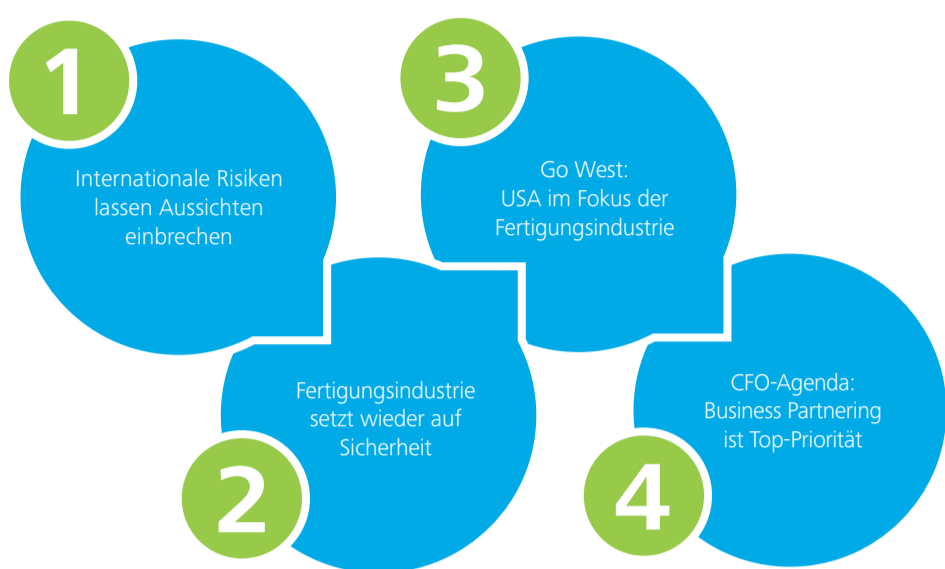 1
Internationale Risiken
lassen Aussichten
einbrechen
2
Fertigungsindustrie
setzt wieder auf
Sicherheit
3
Go West:
USA im Fokus der
Fertigungsindustrie
4
CFO-Agenda:
Business Partnering
ist Top-Priorität